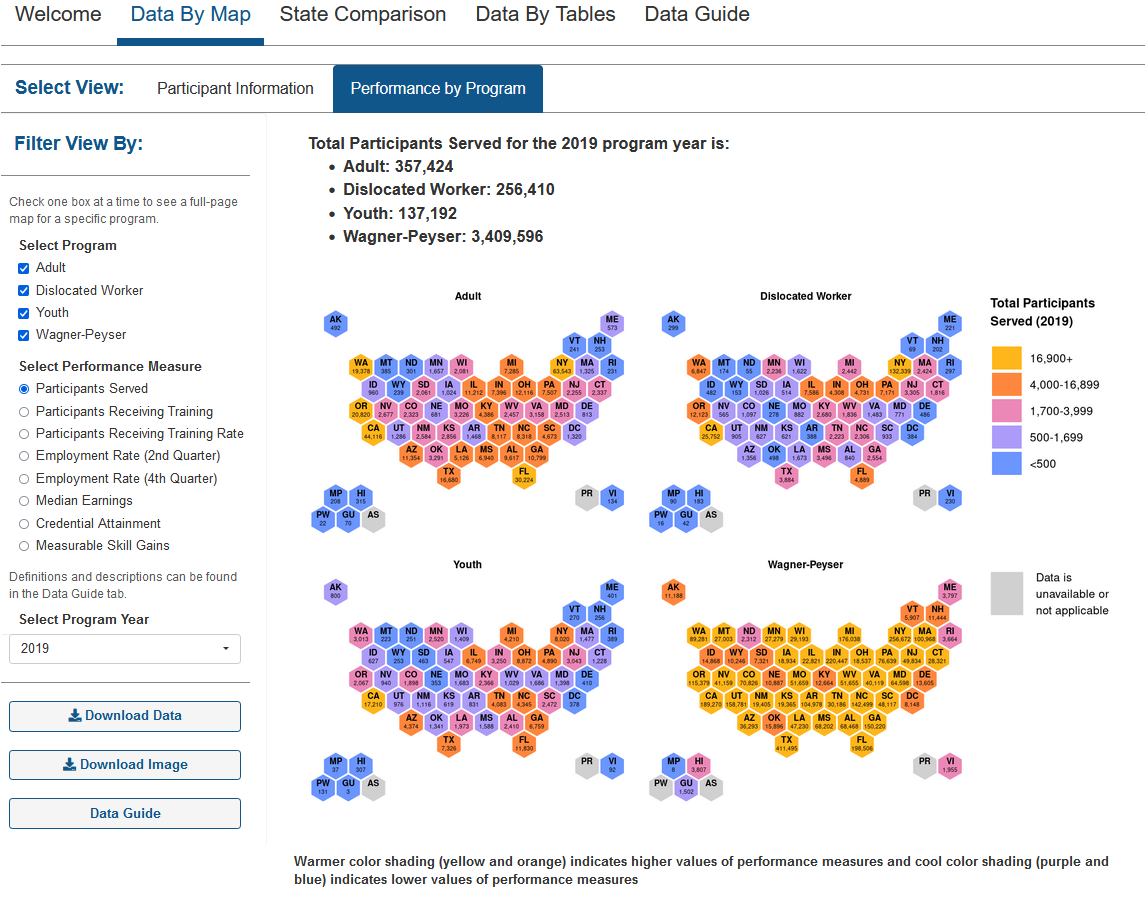 Welcome Data By Map State Comparison Data By Tables Data Guide
Select View: Participant Information Performance by Program
Filter View By:
Check one box at a time to see a full-page
map for a specific program.
Select Program
Adult
Dislocated Worker
Youth
Wagner-Peyser
Select Performance Measure
Participants Served
Participants Receiving Training
Participants Receiving Training Rate
Employment Rate (2nd Quarter)
Employment Rate (4th Quarter)
Median Earnings
Credential Attainment
Measurable Skill Gains
Definitions and descriptions can be found
in the Data Guide tab.
Select Program Year
2019
Download Data
Download Image
Data Guide
Total Participants Served for the 2019 program year is:
• Adult: 357,424
• Dislocated Worker: 256,410
• Youth: 137,192
• Wagner-Peyser: 3,409,596
Adult
AK ME
492 573
VT NH
241 253
WA MT ND MN WI MI NY MA RI
19,378 385 301 1,657 2,081 7,285 63,543 1,325 231
ID WY SD IA IL IN OH PA NJ CT
960 239 2,061 1,024 11,212 7,396 12,116 7,507 2,255 2,337
OR NV CO NE MO KY WV VA MD DE
20,820 2,677 2,323 681 3,226 4,386 2,457 3,158 2,513 813
CA UT NM KS AR TN NC SC DC
44,116 1,286 2,584 2,856 1,468 8,117 8,318 4,673 1,320
AZ OK LA MS AL GA
11,354 3,291 5,126 6,940 9,617 10,799
TX FL
16,680 30,224
MP HI PR VI
208 315 134
PW GU AS
22 70
Dislocated Worker
AK ME
299 221
VT NH
69 202
WA MT ND MN WI MI NY MA RI
6,847 174 55 2,236 1,622 2,442 132,339 2,424 297
ID WY SD IA IL IN OH PA NJ CT
482 153 1,026 514 7,586 4,308 4,731 7,171 3,305 1,816
OR NV CO NE MO KY WV VA MD DE
12,123 565 1,097 278 882 2,680 1,836 1,483 771 486
CA UT NM KS AR TN NC SC DC
25,752 905 627 621 388 2,223 2,306 933 384
AZ OK LA MS AL GA
1,356 498 1,673 3,496 840 2,554
TX FL
3,884 4,889
MP HI PR VI
90 183 230
PW GU AS
16 42
Total Participants
Served (2019)
16,900+
4,000-16,899
1,700-3,999
500-1,699
<500
Youth
AK ME
800 401
VT NH
270 256
WA MT ND MN WI MI NY MA RI
3,013 223 251 2,520 1,409 4,210 8,020 1,477 389
ID WY SD IA IL IN OH PA NJ CT
627 253 463 547 6,749 3,250 8,872 4,890 3,043 1,228
OR NV CO NE MO KY WV VA MD DE
2,067 940 1,898 353 1,683 2,366 1,029 1,686 1,398 410
CA UT NM KS AR TN NC SC DC
17,210 976 1,116 619 831 4,083 4,345 2,472 378
AZ OK LA MS AL GA
4,374 1,341 1,973 1,588 2,410 6,759
TX FL
7,326 11,830
MP HI PR VI
37 307 92
PW GU AS
131 3
Wagner-Peyser
AK ME
11,188 3,797
VT NH
5,907 11,444
WA MT ND MN WI MI NY MA RI
89,281 27,003 2,312 27,279 29,193 176,038 256,672 100,968 3,664
ID WY SD IA IL IN OH PA NJ CT
14,868 10,246 7,321 18,934 22,821 220,447 18,537 76,639 49,834 28,321
OR NV CO NE MO KY WV VA MD DE
115,379 41,159 70,826 10,887 51,659 12,664 51,655 40,119 64,598 13,605
CA UT NM KS AR TN NC SC DC
189,270 158,781 19,405 19,365 104,978 30,186 142,499 48,117 8,148
AZ OK LA MS AL GA
36,293 15,896 47,230 68,202 68,468 150,220
TX FL
411,495 198,506
MP HI PR VI
8 3,807 1,955
PW GU AS
1,502
Data is
unavailable or
not applicable
Warmer color shading (yellow and orange) indicates higher values of performance measures and cool color shading (purple and
blue) indicates lower values of performance measures